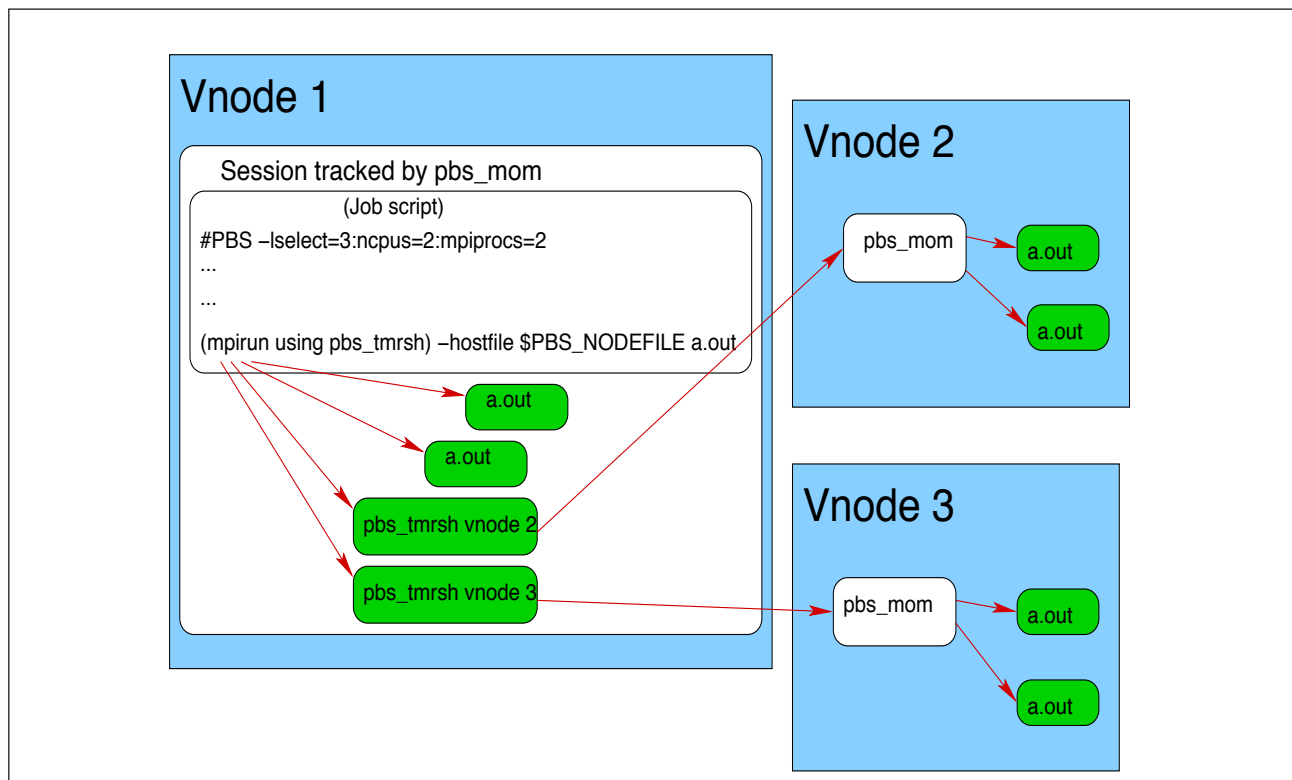 Vnode 1
Session tracked by pbs_mom
(Job script)
#PBS –lselect=3:ncpus=2:mpiprocs=2
...
...
(mpirun using pbs_tmrsh) –hostfile $PBS_NODEFILE a.out
a.out
a.out
pbs_tmrsh vnode 2
pbs_tmrsh vnode 3
Vnode 2
pbs_mom
a.out
a.out
Vnode 3
pbs_mom
a.out
a.out